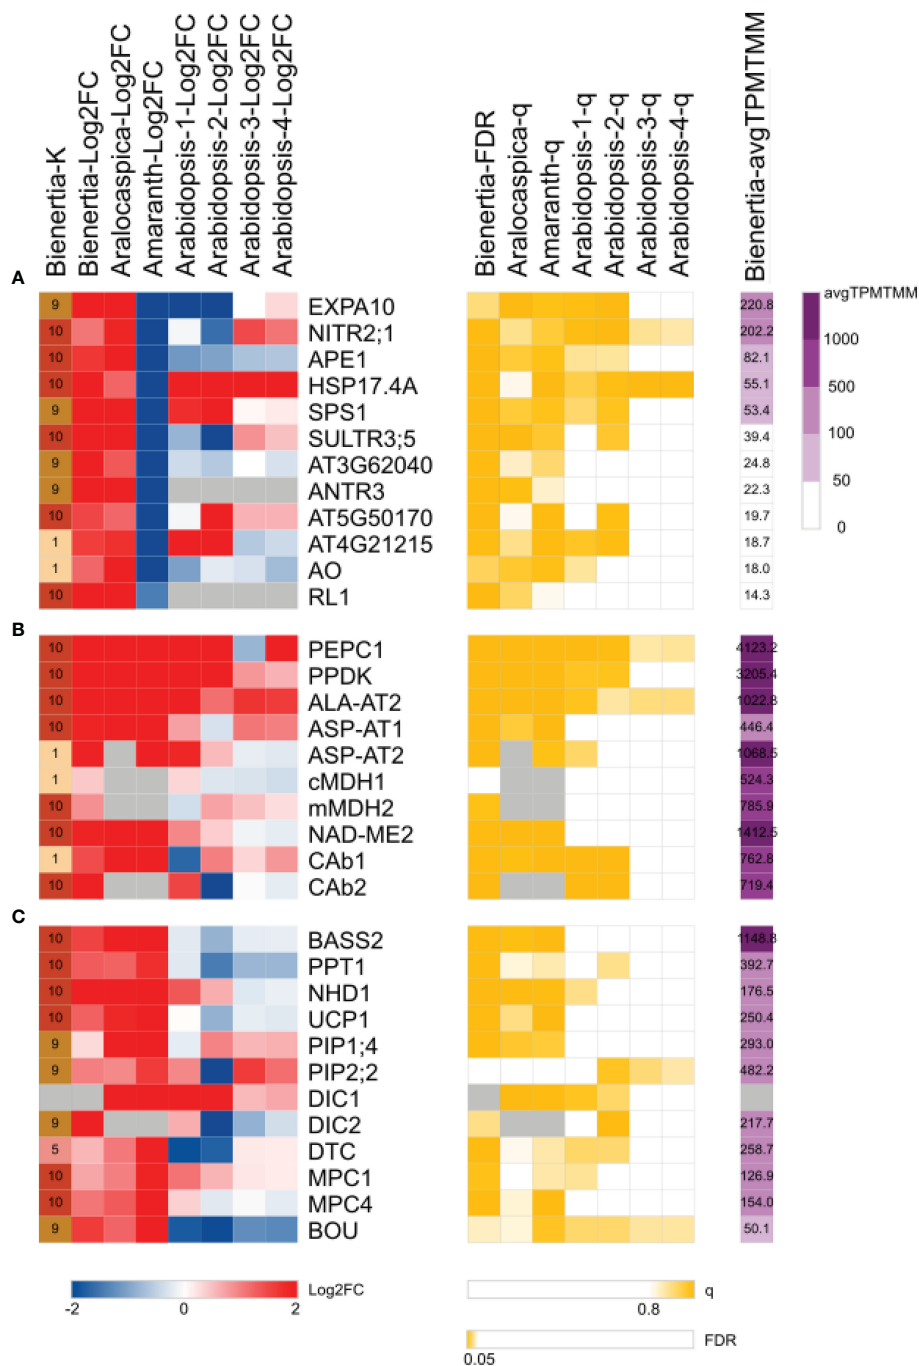 Bienertia-K
Bienertia-Log2FC
Aralocaspica-Log2FC
Amaranth-Log2FC
Arabidopsis-1-Log2FC
Arabidopsis-2-Log2FC
Arabidopsis-3-Log2FC
Arabidopsis-4-Log2FC
Bienertia-FDR
Aralocaspica-q
Amaranth-q
Arabidopsis-1-q
Arabidopsis-2-q
Arabidopsis-3-q
Arabidopsis-4-q
Bienertia-avgTPMTMM
A
9 EXPA10 220.8
10 NITR2;1 202.2
10 APE1 82.1
10 HSP17.4A 55.1
9 SPS1 53.4
10 SULTR3;5 39.4
9 AT3G62040 24.8
9 ANTR3 22.3
10 AT5G50170 19.7
1 AT4G21215 18.7
1 AO 18.0
10 RL1 14.3
avgTPMTMM
1000
500
100
50
0
B
10 PEPC1 4123.2
10 PPDK 3205.4
10 ALA-AT2 1022.8
10 ASP-AT1 446.4
1 ASP-AT2 1068.5
1 cMDH1 524.3
10 mMDH2 785.9
10 NAD-ME2 1412.5
1 CAb1 762.8
10 CAb2 719.4
C
10 BASS2 1148.8
10 PPT1 392.7
10 NHD1 176.5
10 UCP1 250.4
9 PIP1;4 293.0
9 PIP2;2 482.2
DIC1
9 DIC2 217.7
5 DTC 258.7
10 MPC1 126.9
10 MPC4 154.0
9 BOU 50.1
Log2FC
-2 0 2
q
0.8
FDR
0.05